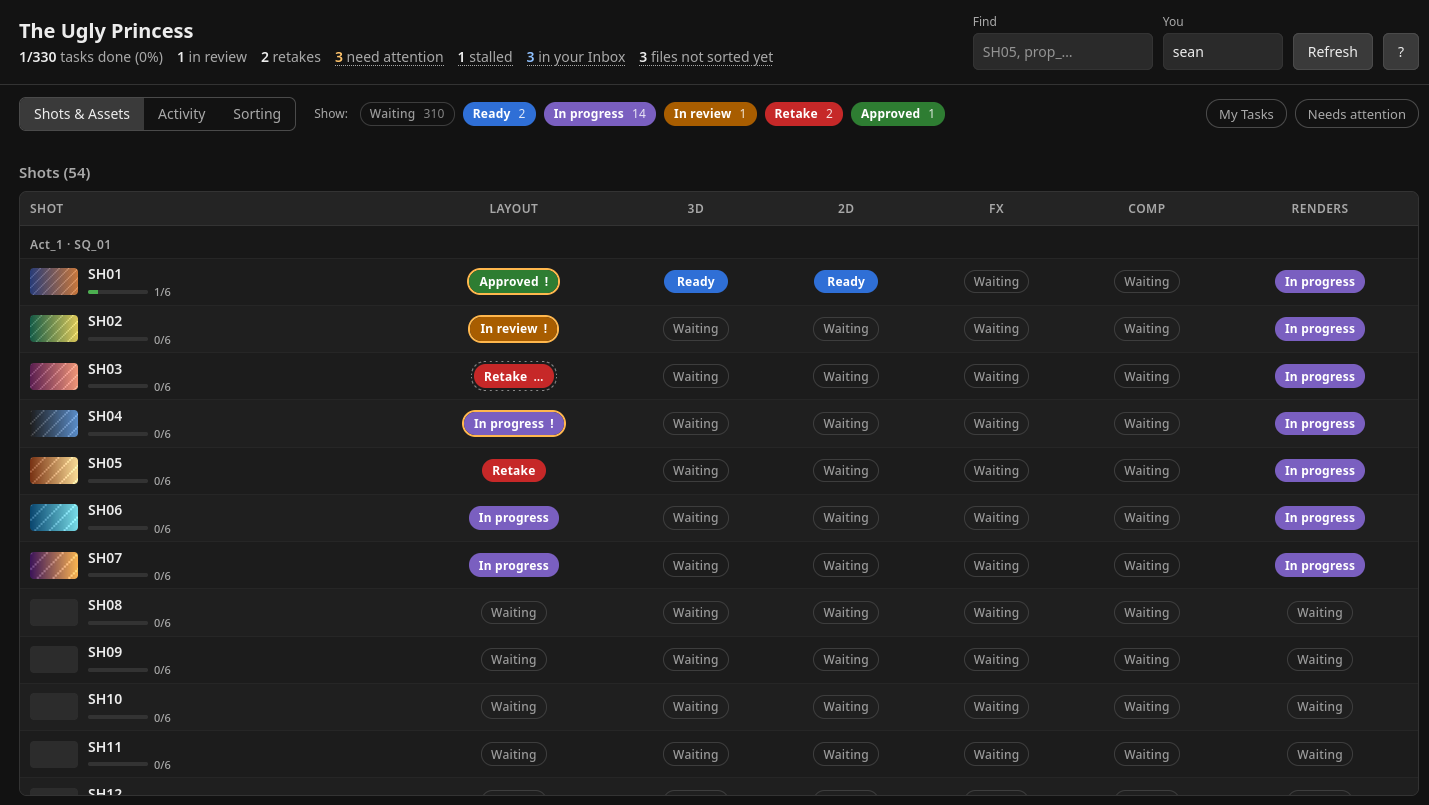 The Ugly Princess
1/330 tasks done (0%) 1 in review 2 retakes 3 need attention 1 stalled 3 in your Inbox 3 files not sorted yet
Find
SH05, prop_...
You
sean
Refresh
?
Shots & Assets Activity Sorting Show: Waiting 310 Ready 2 In progress 14 In review 1 Retake 2 Approved 1 My Tasks Needs attention
Shots (54)
SHOT LAYOUT 3D 2D FX COMP RENDERS
Act_1 · SQ_01
SH01 1/6 Approved ! Ready Ready Waiting Waiting In progress
SH02 0/6 In review ! Waiting Waiting Waiting Waiting In progress
SH03 0/6 Retake ... Waiting Waiting Waiting Waiting In progress
SH04 0/6 In progress ! Waiting Waiting Waiting Waiting In progress
SH05 0/6 Retake Waiting Waiting Waiting Waiting In progress
SH06 0/6 In progress Waiting Waiting Waiting Waiting In progress
SH07 0/6 In progress Waiting Waiting Waiting Waiting In progress
SH08 0/6 Waiting Waiting Waiting Waiting Waiting Waiting
SH09 0/6 Waiting Waiting Waiting Waiting Waiting Waiting
SH10 0/6 Waiting Waiting Waiting Waiting Waiting Waiting
SH11 0/6 Waiting Waiting Waiting Waiting Waiting Waiting
SH12